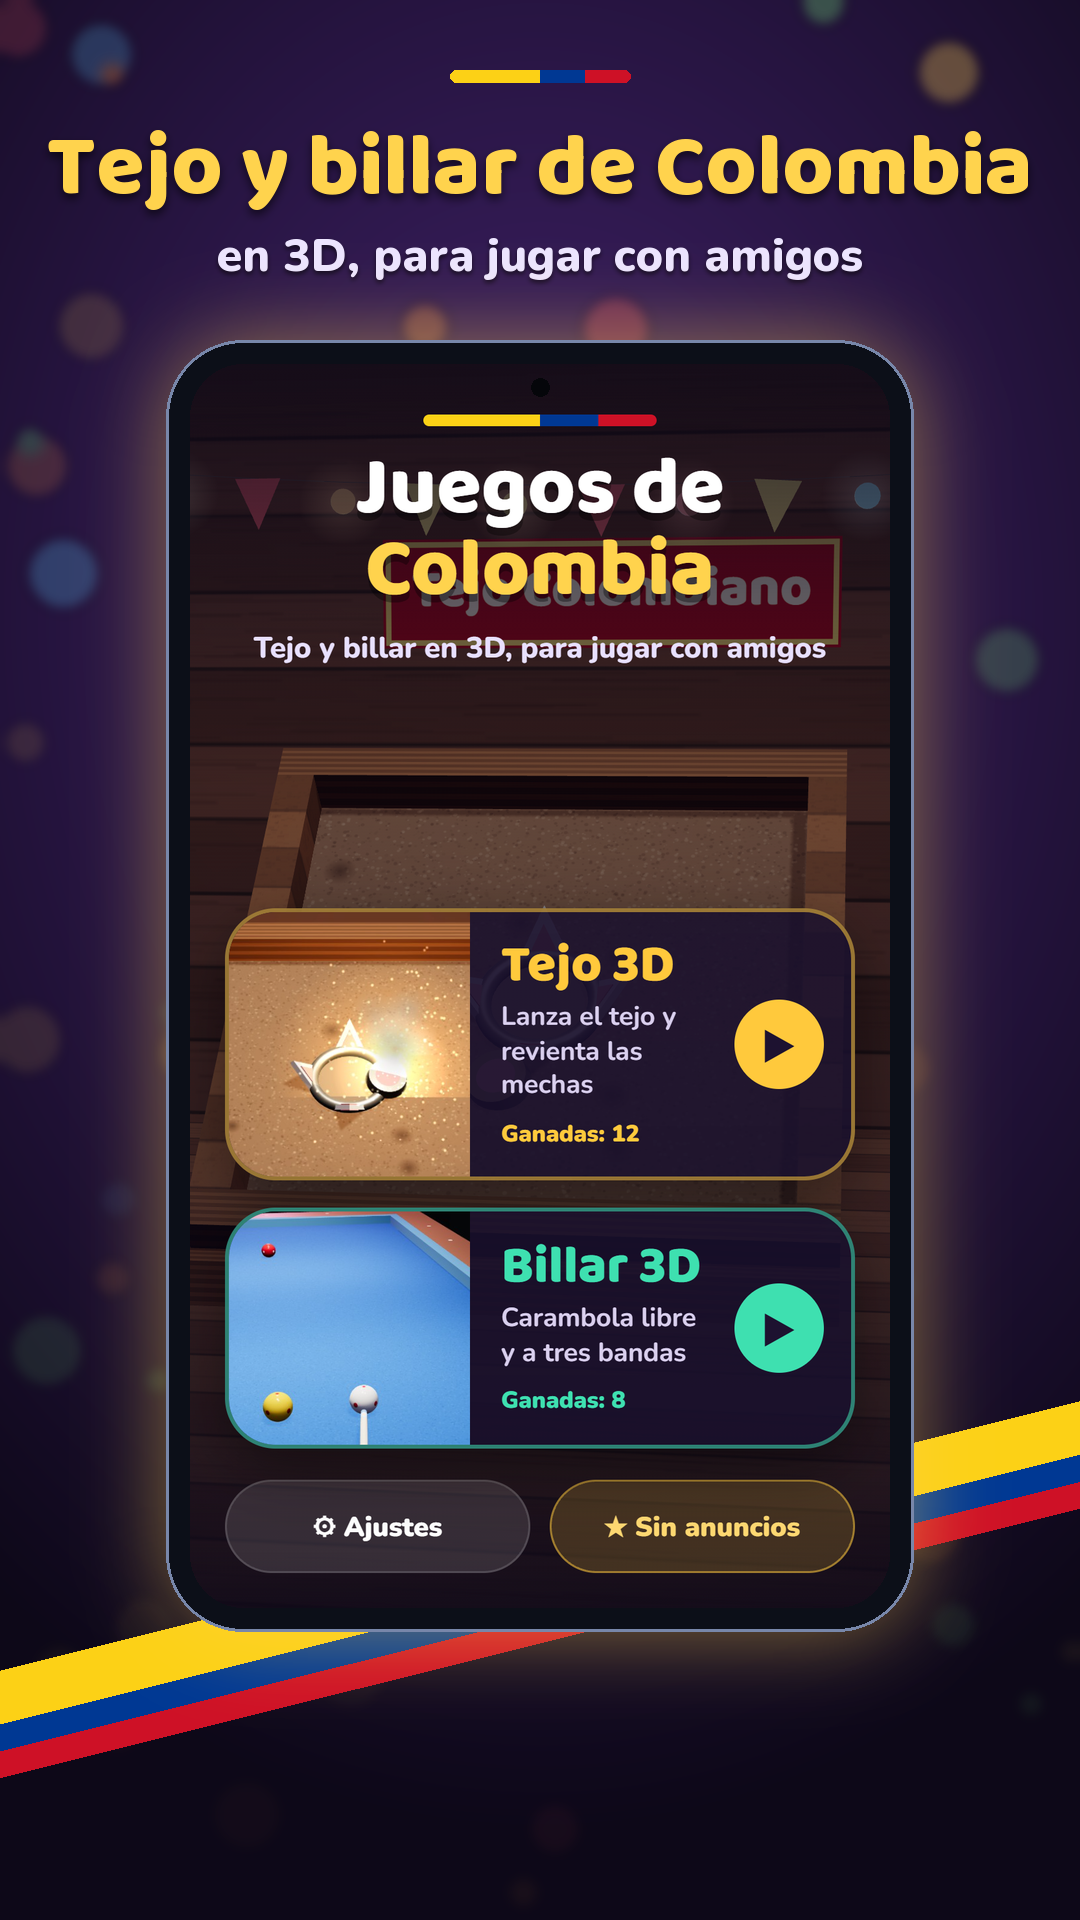 Tejo y billar de Colombia
en 3D, para jugar con amigos
Juegos de
Colombia
Tejo Colombiano
Tejo y billar en 3D, para jugar con amigos
Tejo 3D
Lanza el tejo y
revienta las
mechas
Ganadas: 12
Billar 3D
Carambola libre
y a tres bandas
Ganadas: 8
⚙ Ajustes
★ Sin anuncios